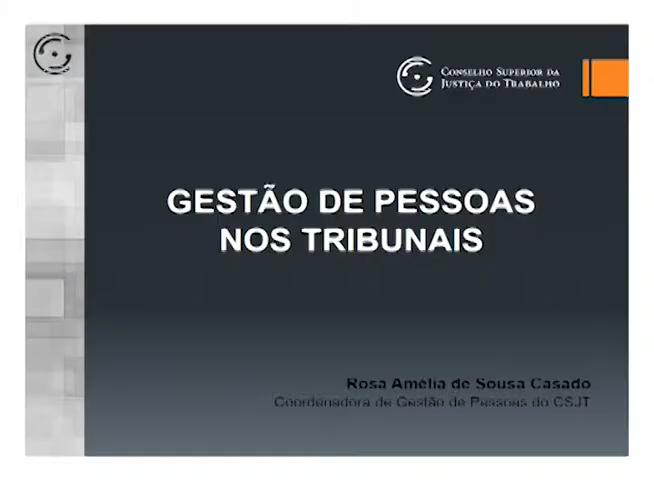 CONSELHO SUPERIOR DA
JUSTIÇA DO TRABALHO
GESTÃO DE PESSOAS
NOS TRIBUNAIS
Rosa Amélia de Sousa Casado
Coordenadora de Gestão de Pessoas do CSJT